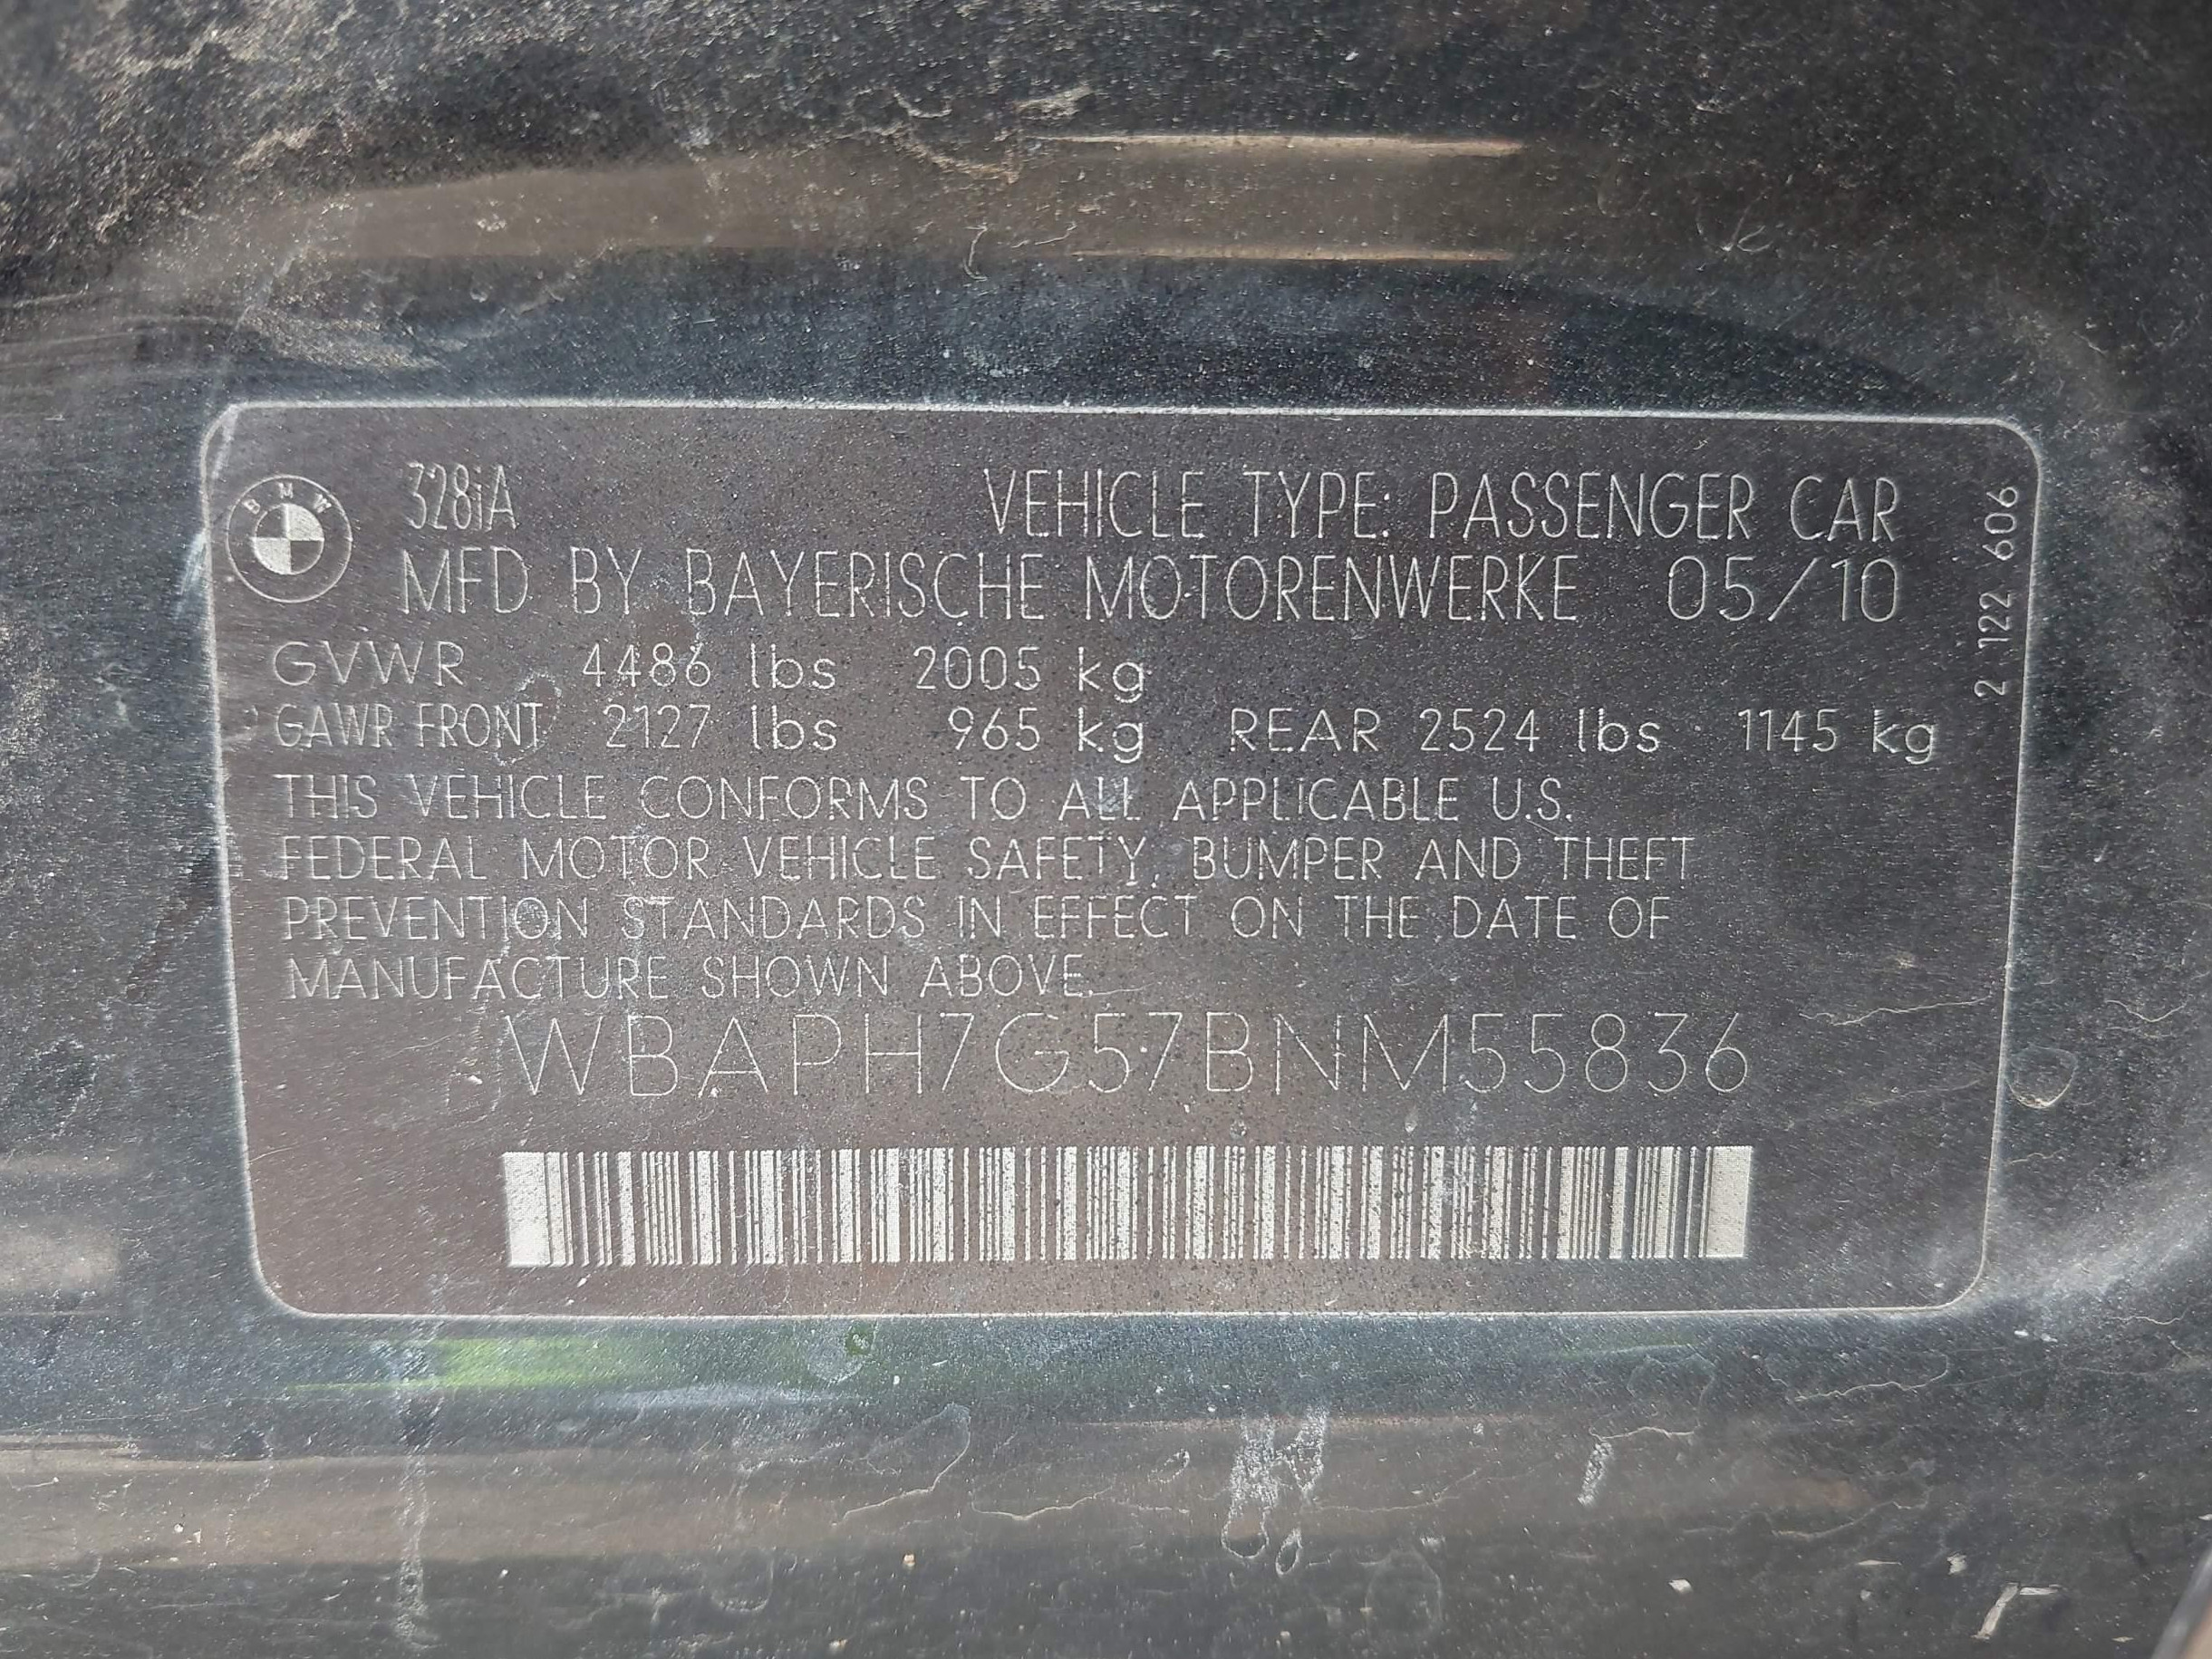 BMW
328iA VEHICLE TYPE: PASSENGER CAR
MFD BY BAYERISCHE MOTORENWERKE 05/10
GVWR 4486 lbs 2005 kg
GAWR FRONT 2127 lbs 965 kg REAR 2524 lbs 1145 kg
THIS VEHICLE CONFORMS TO ALL APPLICABLE U.S.
FEDERAL MOTOR VEHICLE SAFETY, BUMPER AND THEFT
PREVENTION STANDARDS IN EFFECT ON THE DATE OF
MANUFACTURE SHOWN ABOVE.
WBAPH7G57BNM55836
2 122 606